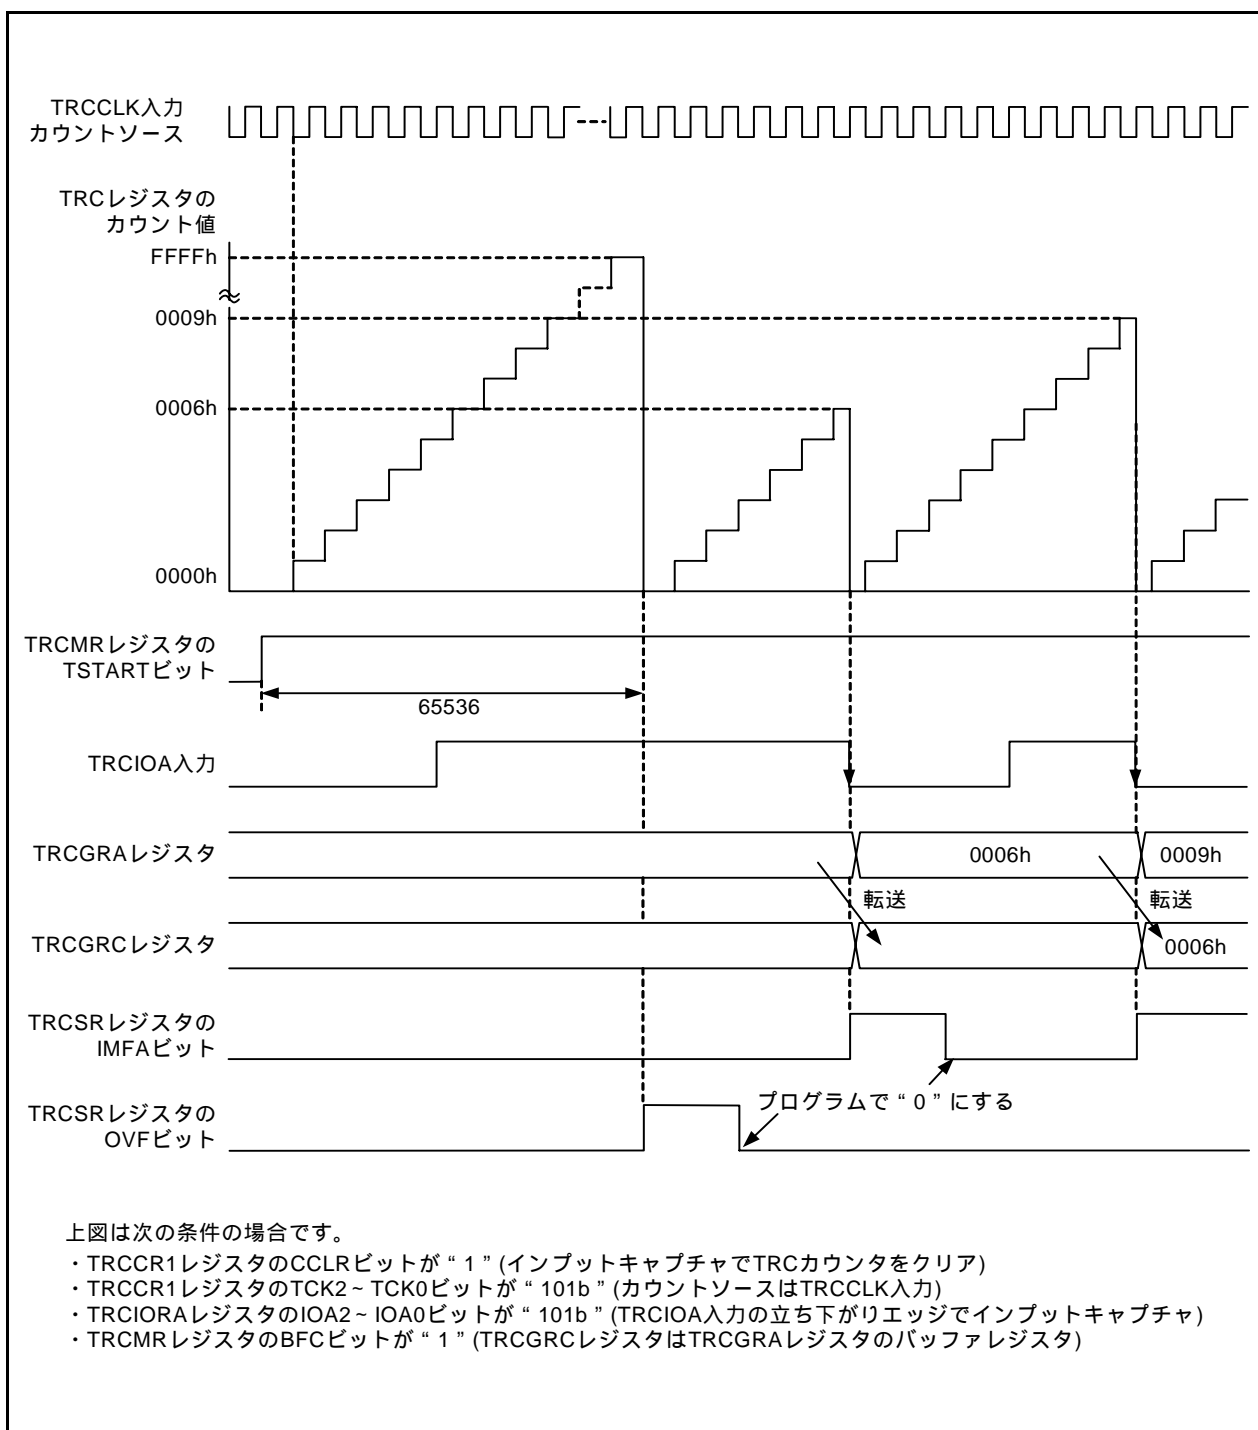 TRCCLK入力
カウントソース
TRCレジスタの
カウント値
FFFFh
0009h
0006h
0000h
TRCMRレジスタの
TSTARTビット
65536
TRCIOA入力
TRCGRAレジスタ
0006h
0009h
転送
転送
TRCGRCレジスタ
0006h
TRCSRレジスタの
IMFAビット
プログラムで“0”にする
TRCSRレジスタの
OVFビット
上図は次の条件の場合です。
・TRCCR1レジスタのCCLRビットが“1”(インプットキャプチャでTRCカウンタをクリア)
・TRCCR1レジスタのTCK2~TCK0ビットが“101b”(カウントソースはTRCCLK入力)
・TRCIORAレジスタのIOA2~IOA0ビットが“101b”(TRCIOA入力の立ち下がりエッジでインプットキャプチャ)
・TRCMRレジスタのBFCビットが“1”(TRCGRCレジスタはTRCGRAレジスタのバッファレジスタ)